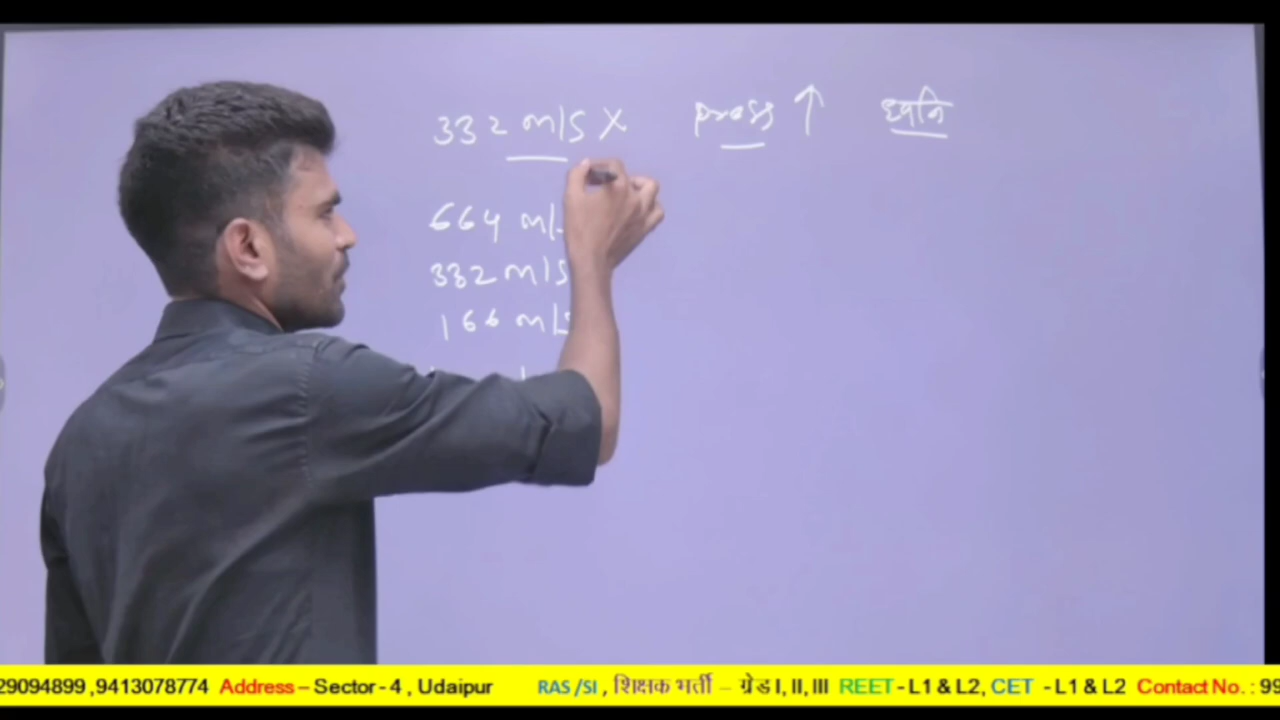 332 m/s X press ↑ ध्वनि
664 m/
332 m/s
166 m/s
29094899 ,9413078774 Address – Sector - 4 , Udaipur RAS /SI , शिक्षक भर्ती – ग्रेड I, II, III REET - L1 & L2, CET - L1 & L2 Contact No. : 99